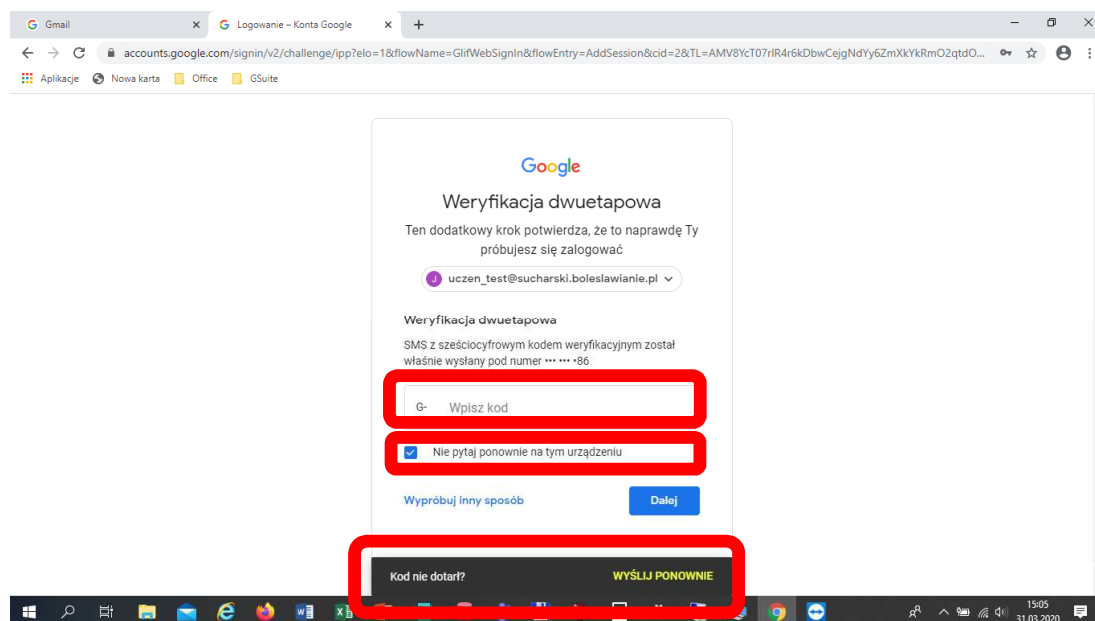 Gmail
Logowanie – Konta Google
accounts.google.com/signin/v2/challenge/ipp?elo=1&flowName=GlifWebSignIn&flowEntry=AddSession&cid=2&TL=AMV8YcT07rIR4r6kDbwCejgNdYy6ZmXkYkRmO2qtdO...
Aplikacje Nowa karta Office GSuite
Google
Weryfikacja dwuetapowa
Ten dodatkowy krok potwierdza, że to naprawdę Ty
próbujesz się zalogować
J uczen_test@sucharski.boleslawianie.pl
Weryfikacja dwuetapowa
SMS z sześciocyfrowym kodem weryfikacyjnym został
właśnie wysłany pod numer ••• ••• •86
G- Wpisz kod
Nie pytaj ponownie na tym urządzeniu
Wypróbuj inny sposób Dalej
Kod nie dotarł? WYŚLIJ PONOWNIE
15:05
31.03.2020